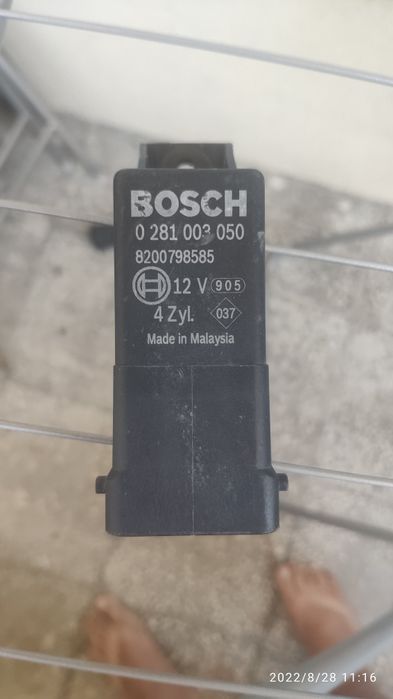 BOSCH
0 281 003 050
8200798585
12 V 905
4 Zyl. 037
Made in Malaysia
2022/8/28 11:16